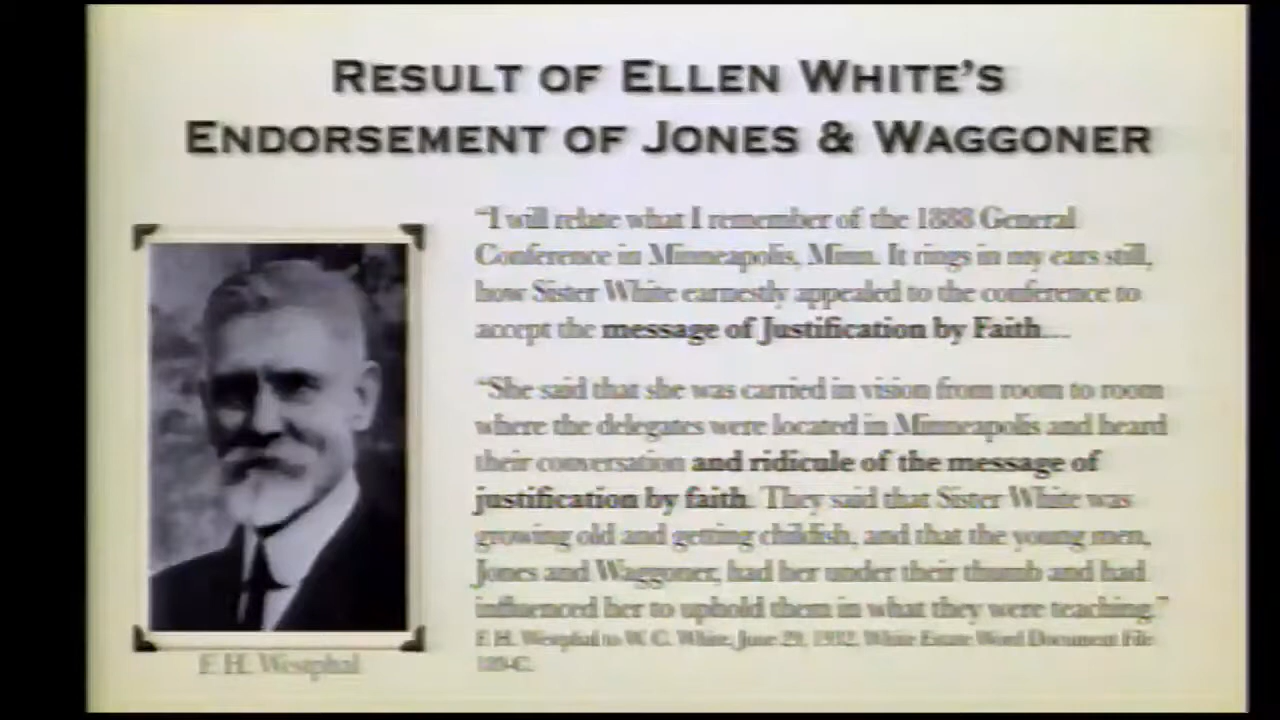 RESULT OF ELLEN WHITE'S
ENDORSEMENT OF JONES & WAGGONER
"I will relate what I remember of the 1888 General
Conference in Minneapolis, Minn. It rings in my ears still,
how Sister White earnestly appealed to the conference to
accept the message of Justification by Faith....
"She said that she was carried in vision from room to room
where the delegates were located in Minneapolis and heard
their conversation and ridicule of the message of
justification by faith. They said that Sister White was
growing old and getting childish, and that the young men,
Jones and Waggoner, had her under their thumb and had
influenced her to uphold them in what they were teaching."
F. H. Westphal to W. C. White, June 29, 1932, White Estate Word Document File
189-C.
F. H. Westphal